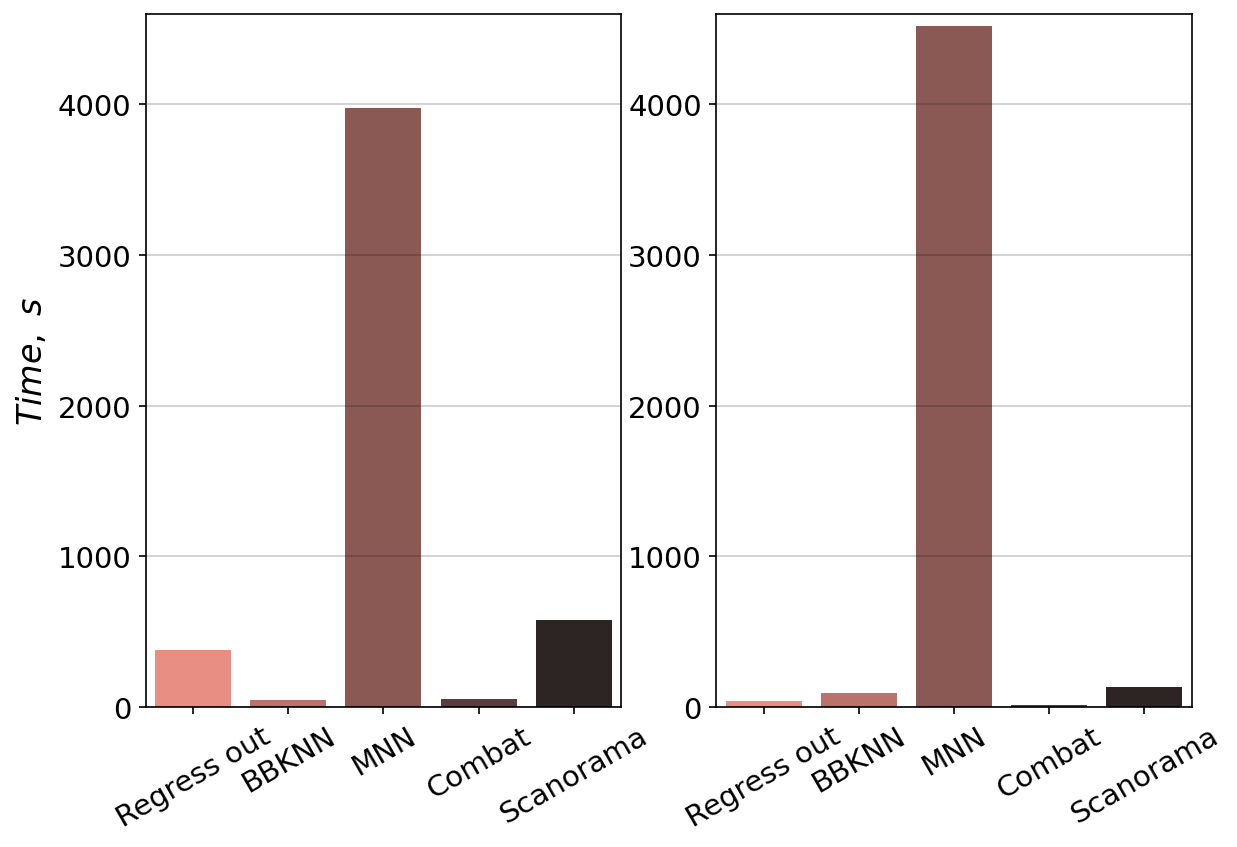 Time, s
4000
3000
2000
1000
0
Regress out
BBKNN
MNN
Combat
Scanorama
4000
3000
2000
1000
0
Regress out
BBKNN
MNN
Combat
Scanorama